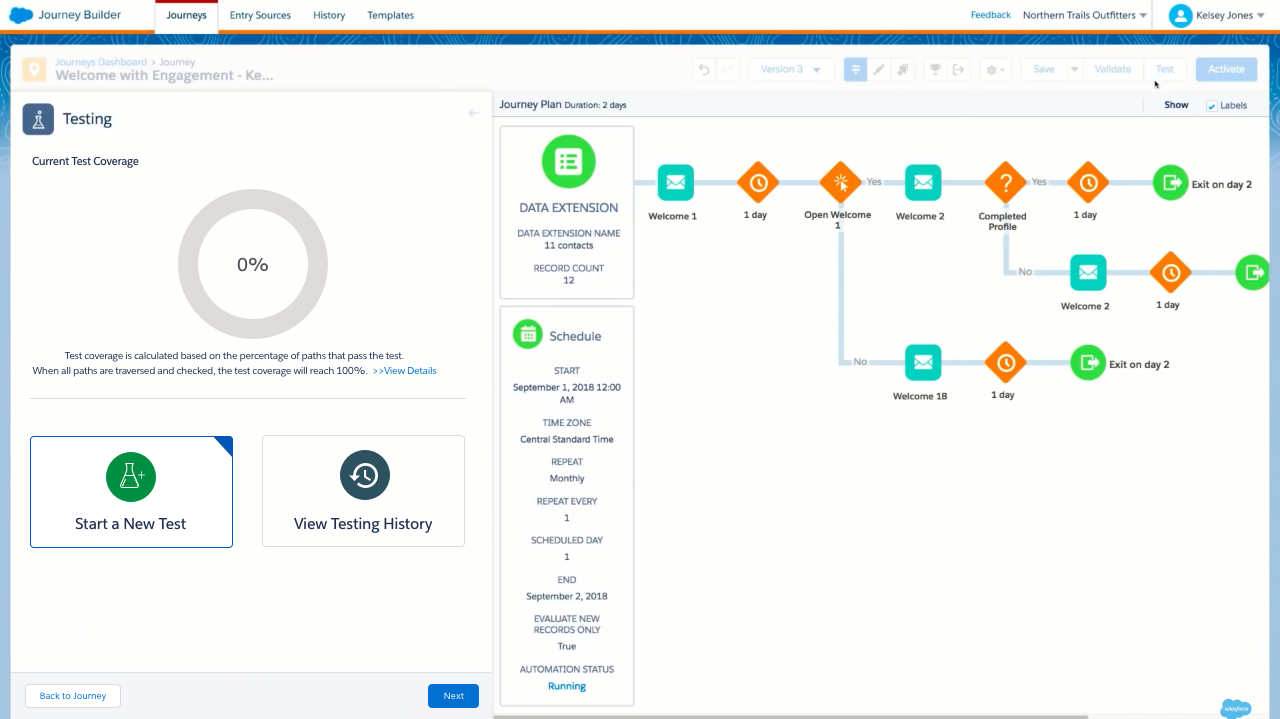 Journey Builder
Journeys
Entry Sources
History
Templates
Feedback
Northern Trails Outfitters
Kelsey Jones
Journeys Dashboard > Journey
Welcome with Engagement - Ke...
Version 3
Save
Validate
Test
Activate
Testing
Current Test Coverage
0%
Test coverage is calculated based on the percentage of paths that pass the test.
When all paths are traversed and checked, the test coverage will reach 100%. >>View Details
Start a New Test
View Testing History
Back to Journey
Next
Journey Plan Duration: 2 days
Show
Labels
DATA EXTENSION
DATA EXTENSION NAME
11 contacts
RECORD COUNT
12
Schedule
START
September 1, 2018 12:00
AM
TIME ZONE
Central Standard Time
REPEAT
Monthly
REPEAT EVERY
1
SCHEDULED DAY
1
END
September 2, 2018
EVALUATE NEW
RECORDS ONLY
True
AUTOMATION STATUS
Running
Welcome 1
1 day
Open Welcome
1
Yes
Welcome 2
?
Completed
Profile
Yes
1 day
Exit on day 2
No
Welcome 2
1 day
No
Welcome 1B
1 day
Exit on day 2
salesforce